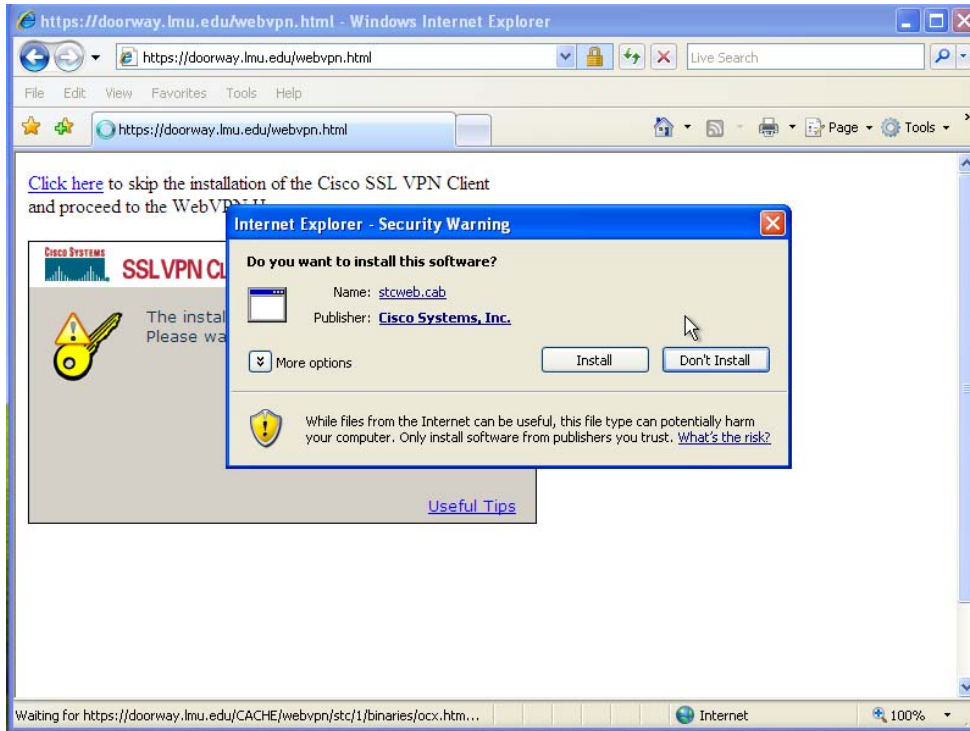 https://doorway.lmu.edu/webvpn.html - Windows Internet Explorer
https://doorway.lmu.edu/webvpn.html
Live Search
File Edit View Favorites Tools Help
https://doorway.lmu.edu/webvpn.html
Page Tools
Click here to skip the installation of the Cisco SSL VPN Client
and proceed to the WebVPN
Internet Explorer - Security Warning
Do you want to install this software?
Name: stcweb.cab
Publisher: Cisco Systems, Inc.
More options
Install
Don't Install
While files from the Internet can be useful, this file type can potentially harm
your computer. Only install software from publishers you trust. What's the risk?
CISCO SYSTEMS
SSL VPN
The
Please
Useful Tips
Waiting for https://doorway.lmu.edu/CACHE/webvpn/stc/1/binaries/ocx.htm...
Internet
100%